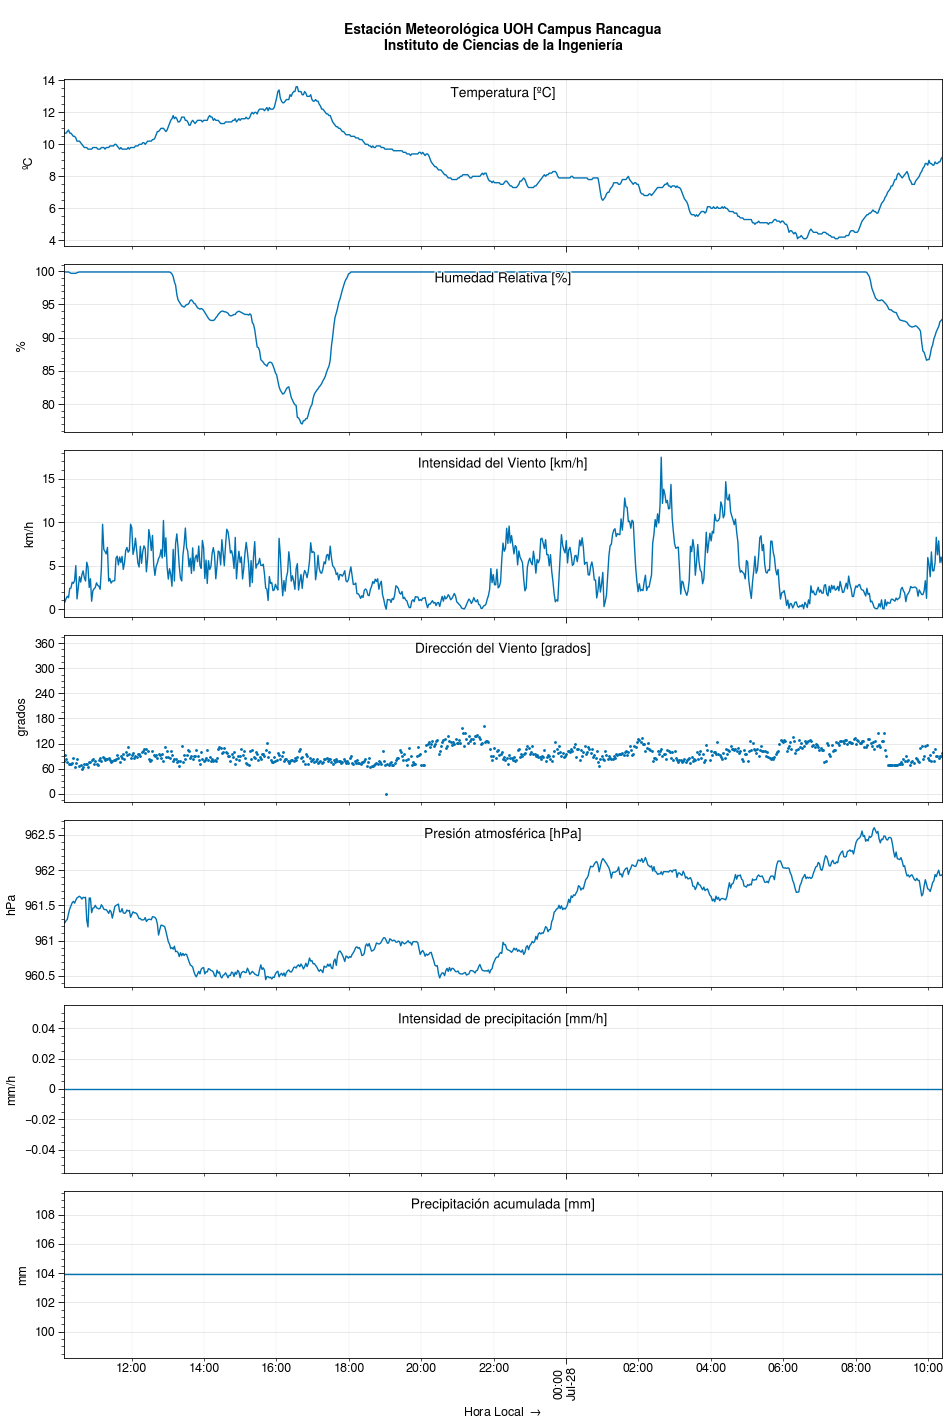 Estación Meteorológica UOH Campus Rancagua
Instituto de Ciencias de la Ingeniería
Temperatura [ºC]
ºC
14
12
10
8
6
4
Humedad Relativa [%]
%
100
95
90
85
80
Intensidad del Viento [km/h]
km/h
15
10
5
0
Dirección del Viento [grados]
grados
360
300
240
180
120
60
0
Presión atmosférica [hPa]
hPa
962.5
962
961.5
961
960.5
Intensidad de precipitación [mm/h]
mm/h
0.04
0.02
0
−0.02
−0.04
Precipitación acumulada [mm]
mm
108
106
104
102
100
12:00 14:00 16:00 18:00 20:00 22:00 00:00 02:00 04:00 06:00 08:00 10:00
Jul-28
Hora Local →